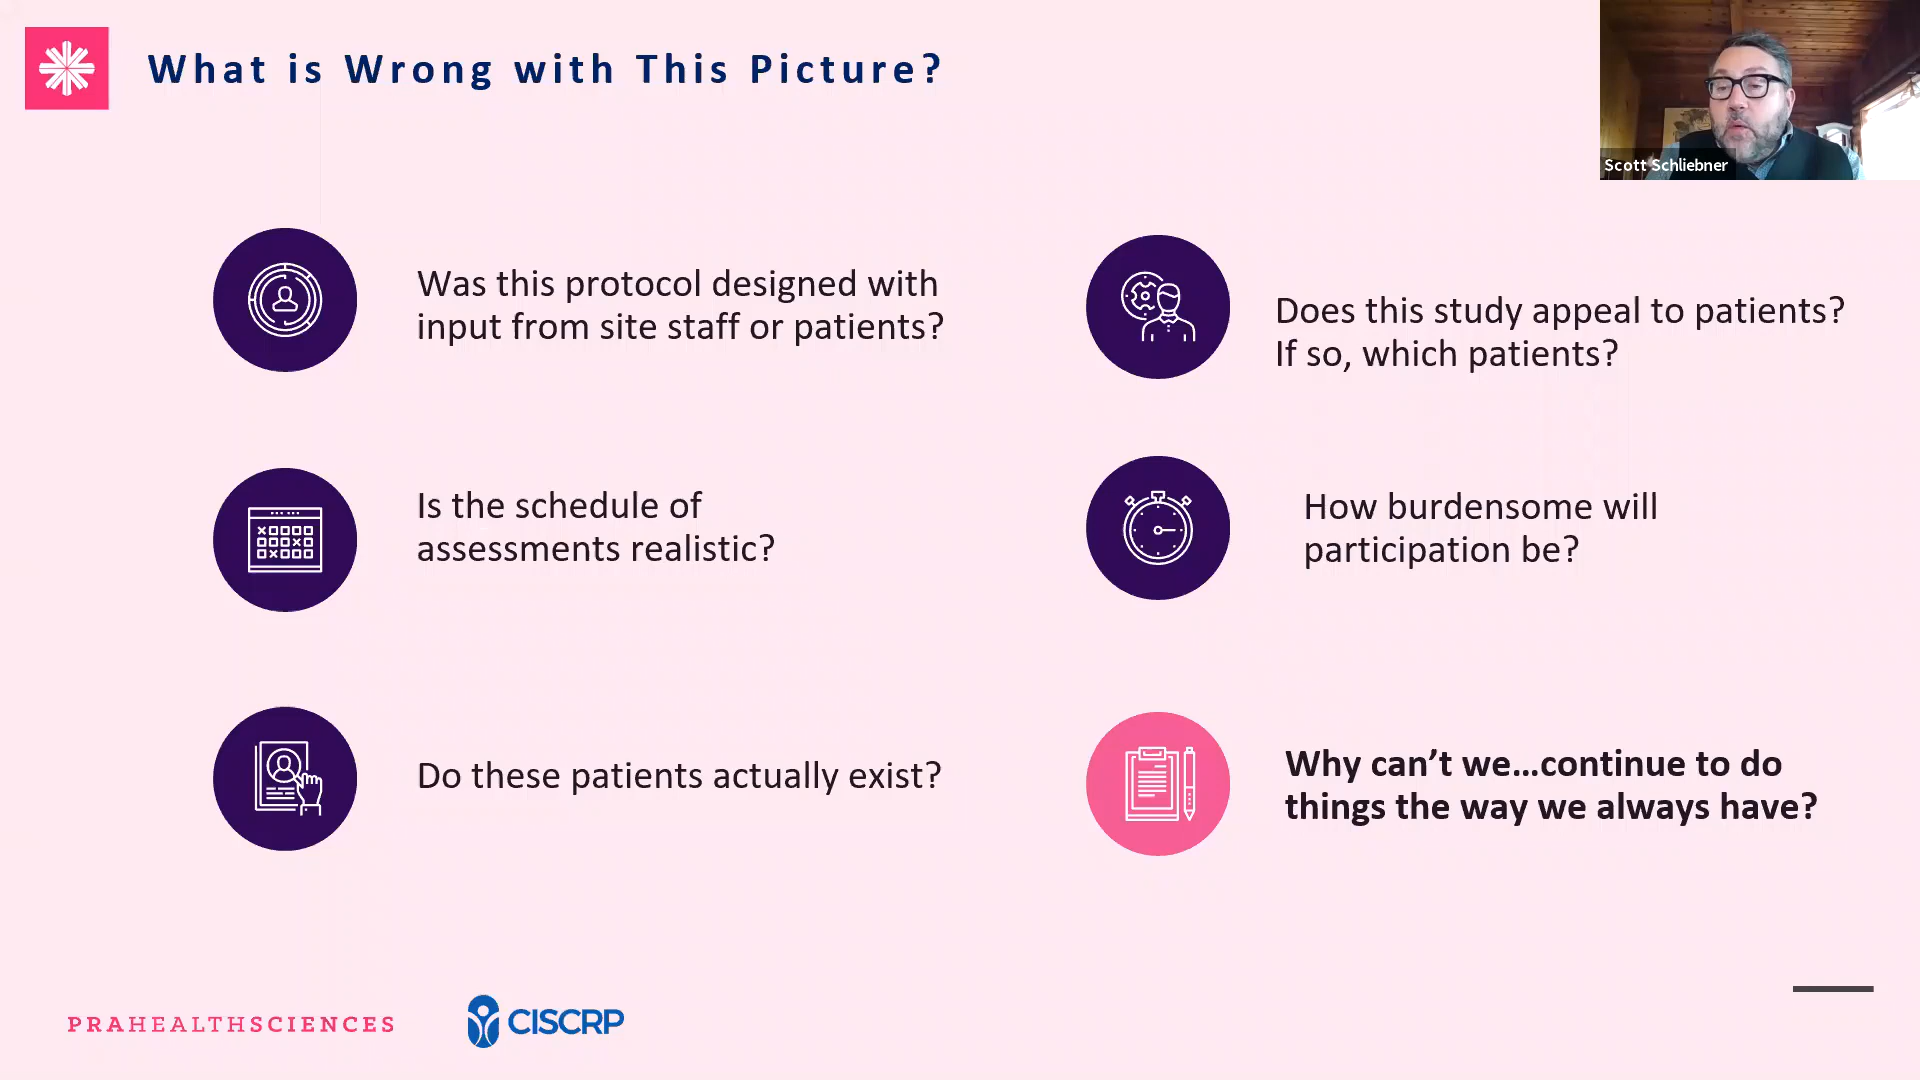 What is Wrong with This Picture?
Scott Schliebner
Was this protocol designed with
input from site staff or patients?
Does this study appeal to patients?
If so, which patients?
Is the schedule of
assessments realistic?
How burdensome will
participation be?
Do these patients actually exist?
Why can’t we…continue to do
things the way we always have?
PRAHEALTHSCIENCES
CISCRP